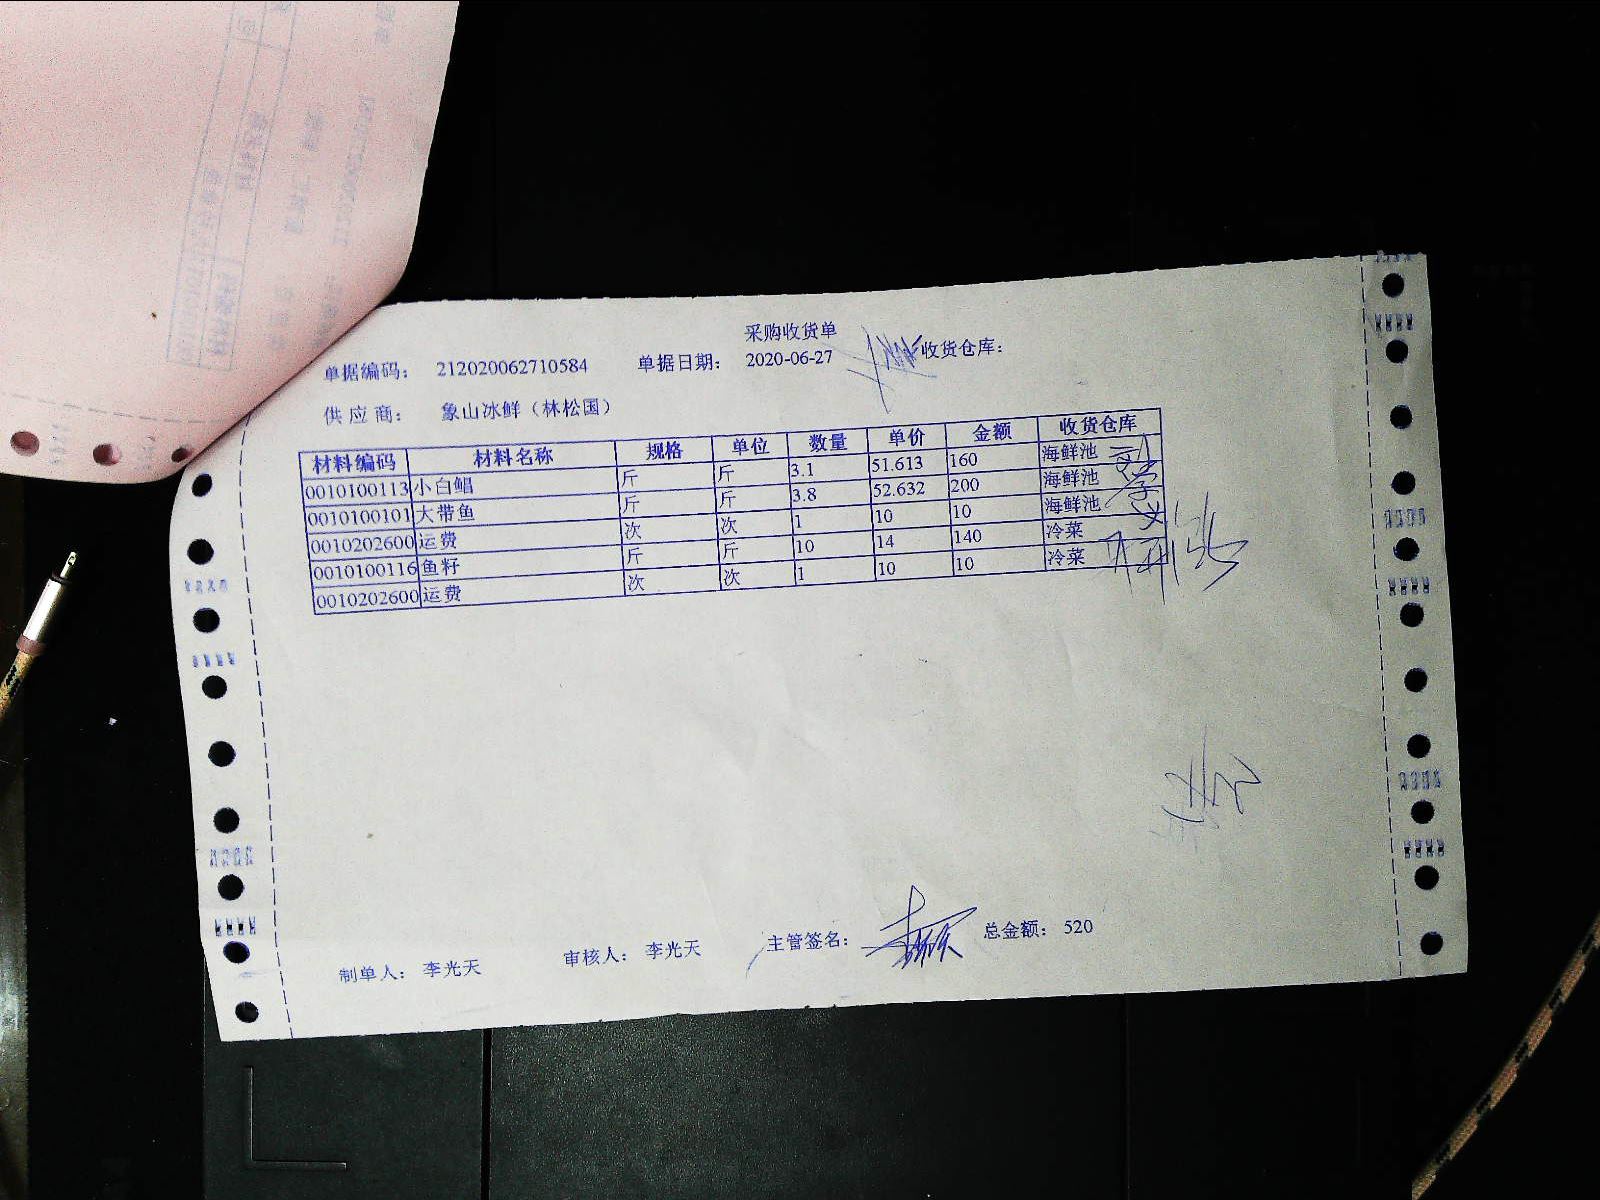 采购收货单
单据编码： 212020062710584 单据日期： 2020-06-27 收货仓库：
供 应 商： 象山冰鲜（林松国）
材料编码 材料名称 规格 单位 数量 单价 金额 收货仓库
0010100113 小白鲳 斤 斤 3.1 51.613 160 海鲜池
0010100101 大带鱼 斤 斤 3.8 52.632 200 海鲜池
0010202600 运费 次 次 1 10 10 海鲜池
0010100116 鱼籽 斤 斤 10 14 140 冷菜
0010202600 运费 次 次 1 10 10 冷菜
制单人： 李光天 审核人： 李光天 主管签名： 总金额： 520